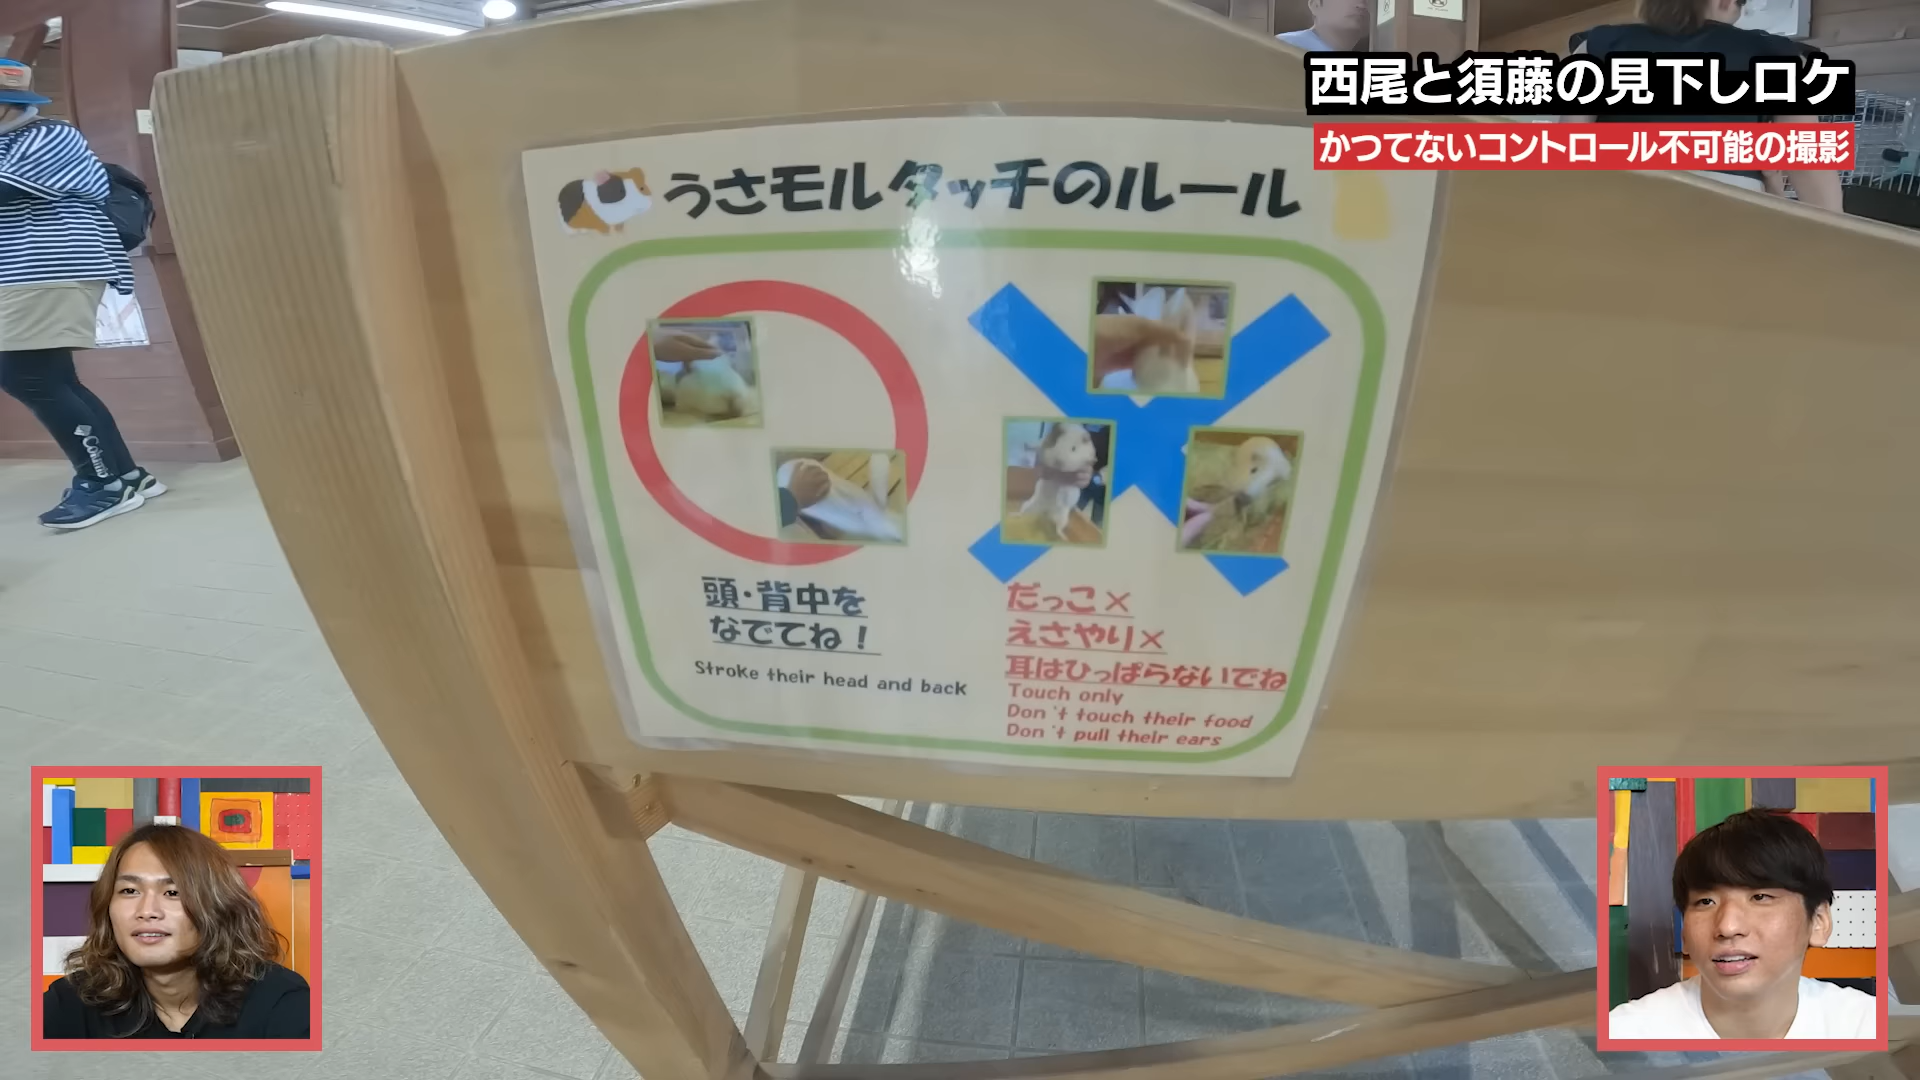 西尾と須藤の見下しロケ
かつてないコントロール不可能の撮影
うさモルタッチのルール
頭・背中を
なでてね！
Stroke their head and back
だっこ×
えさやり×
耳はひっぱらないでね
Touch only
Don't touch their food
Don't pull their ears
Columbia